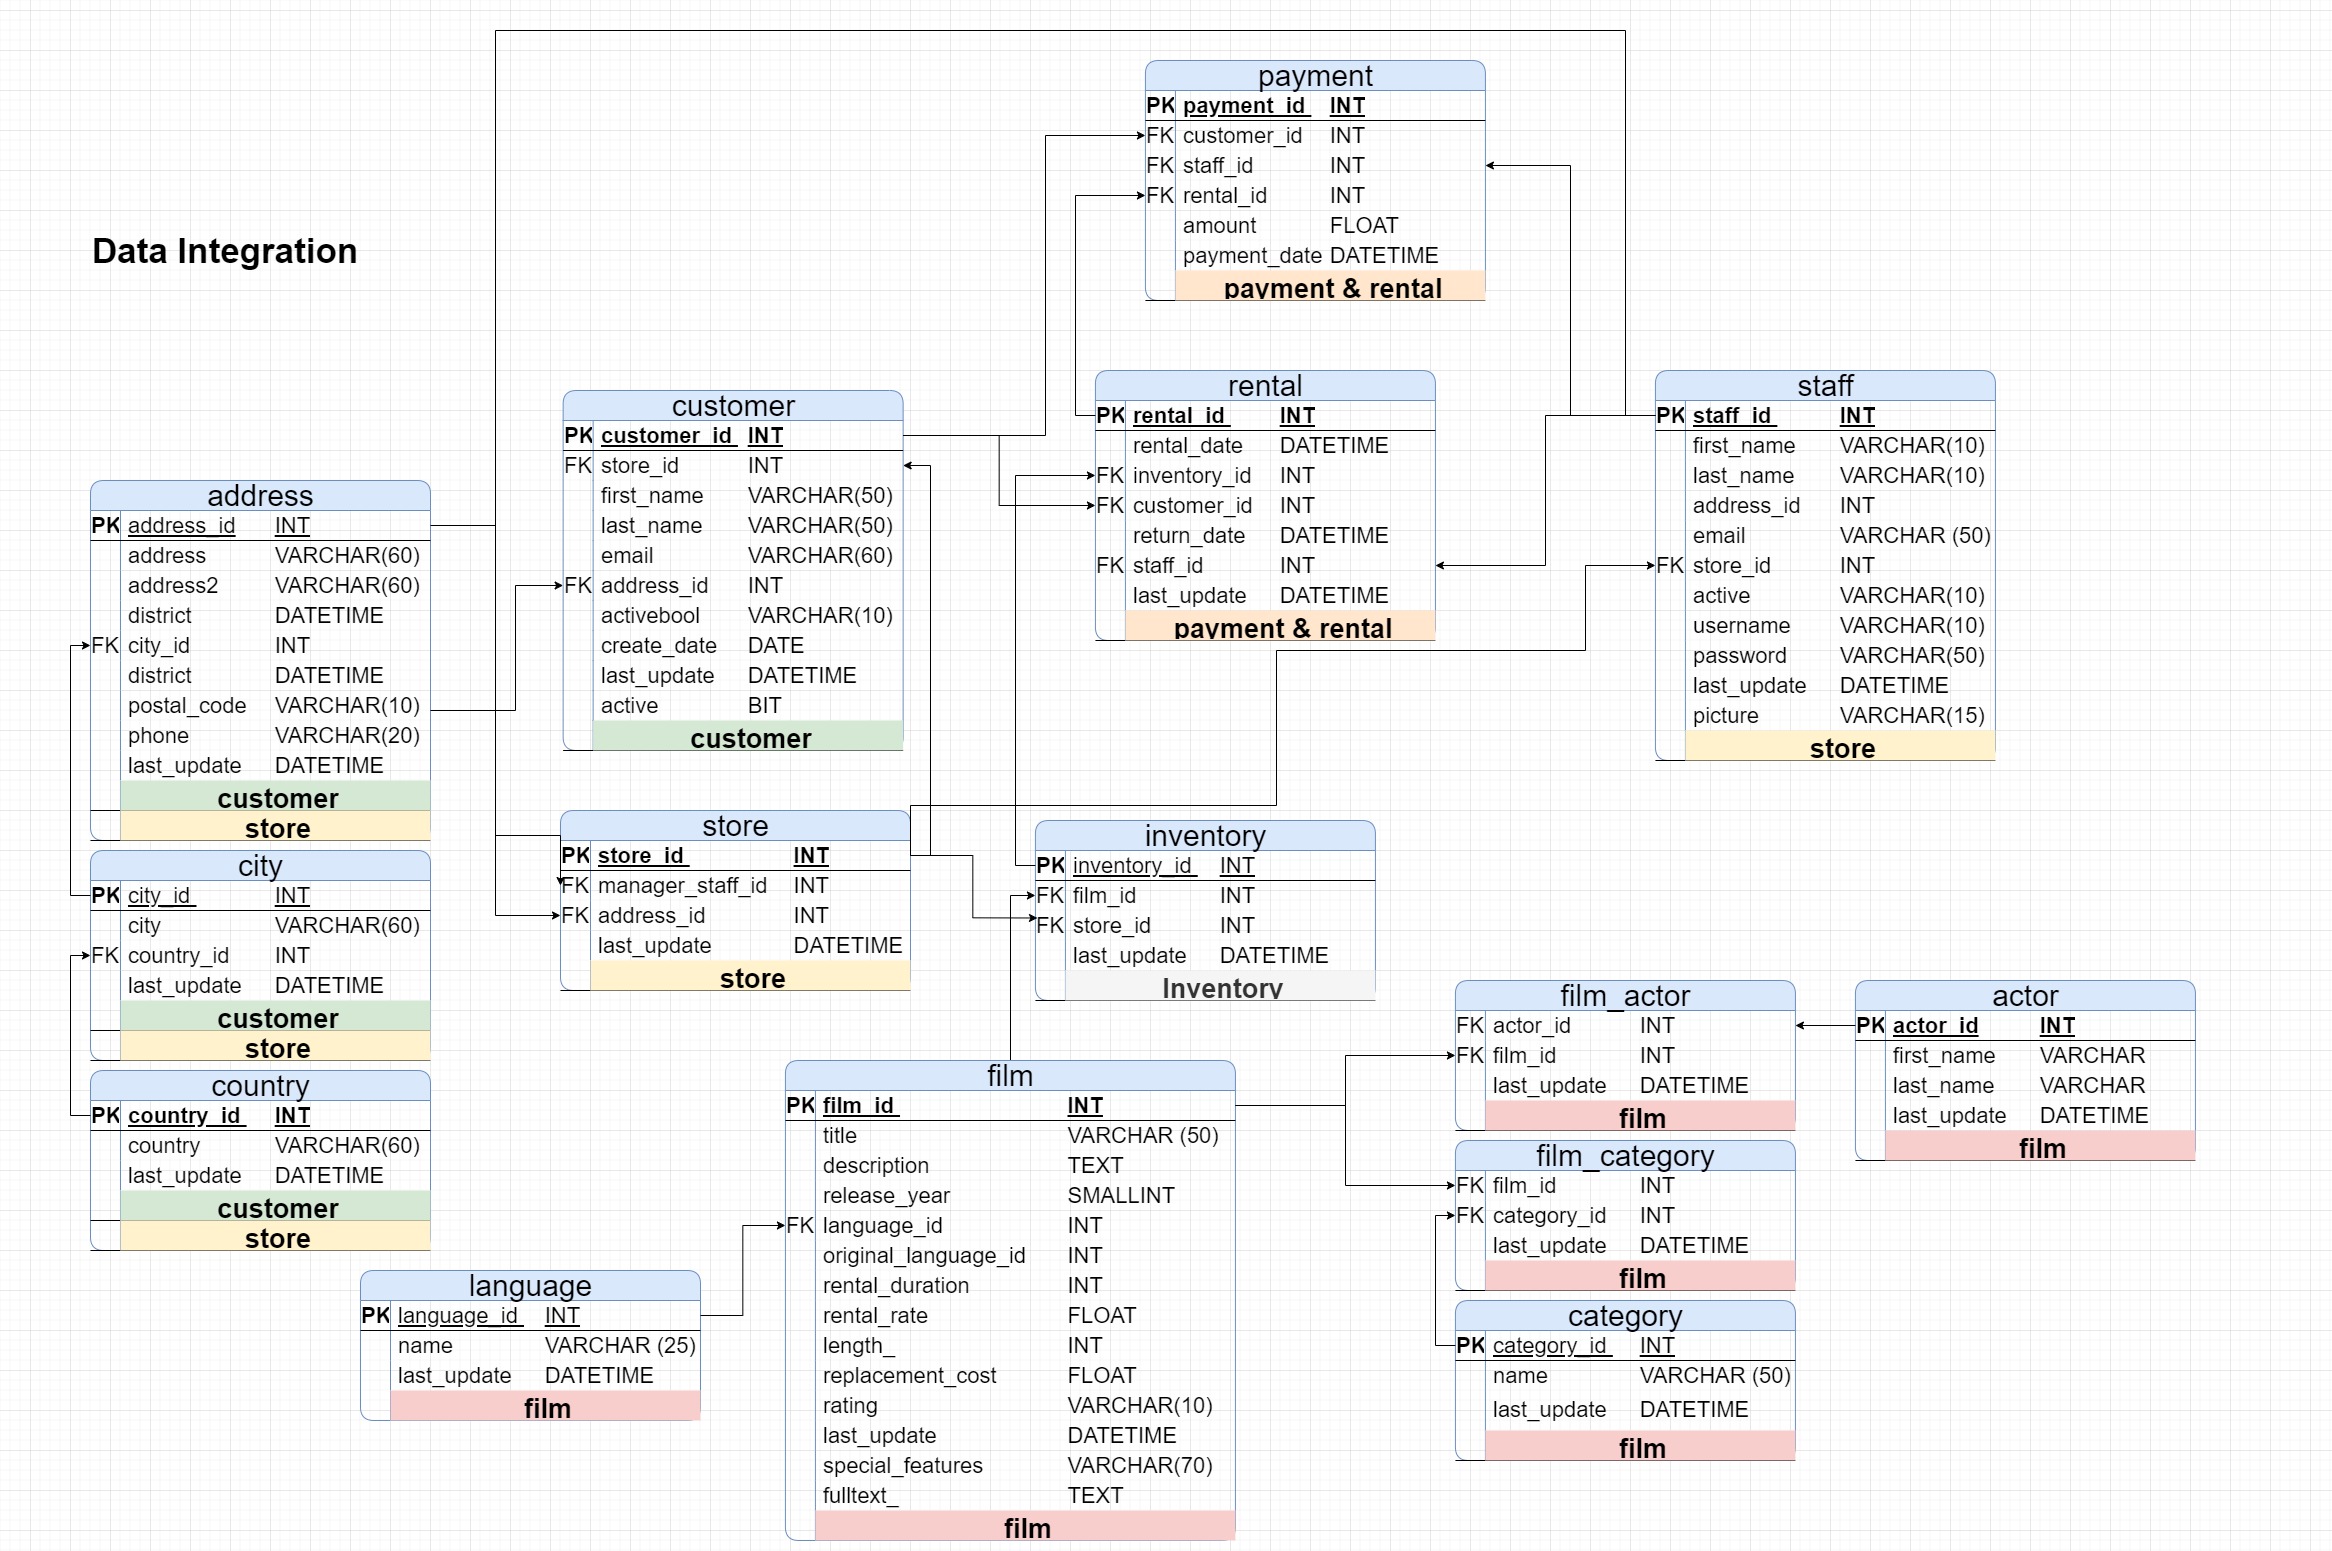 Data Integration
payment
PK payment_id INT
FK customer_id INT
FK staff_id INT
FK rental_id INT
amount FLOAT
payment_date DATETIME
payment & rental
customer
PK customer_id INT
FK store_id INT
first_name VARCHAR(50)
last_name VARCHAR(50)
email VARCHAR(60)
FK address_id INT
activebool VARCHAR(10)
create_date DATE
last_update DATETIME
active BIT
customer
rental
PK rental_id INT
rental_date DATETIME
FK inventory_id INT
FK customer_id INT
return_date DATETIME
FK staff_id INT
last_update DATETIME
payment & rental
staff
PK staff_id INT
first_name VARCHAR(10)
last_name VARCHAR(10)
address_id INT
email VARCHAR (50)
FK store_id INT
active VARCHAR(10)
username VARCHAR(10)
password VARCHAR(50)
last_update DATETIME
picture VARCHAR(15)
store
address
PK address_id INT
address VARCHAR(60)
address2 VARCHAR(60)
district DATETIME
FK city_id INT
district DATETIME
postal_code VARCHAR(10)
phone VARCHAR(20)
last_update DATETIME
customer
store
city
PK city_id INT
city VARCHAR(60)
FK country_id INT
last_update DATETIME
customer
store
country
PK country_id INT
country VARCHAR(60)
last_update DATETIME
customer
store
store
PK store_id INT
FK manager_staff_id INT
FK address_id INT
last_update DATETIME
store
inventory
PK inventory_id INT
FK film_id INT
FK store_id INT
last_update DATETIME
Inventory
film_actor
FK actor_id INT
FK film_id INT
last_update DATETIME
film
actor
PK actor_id INT
first_name VARCHAR
last_name VARCHAR
last_update DATETIME
film
film
PK film_id INT
title VARCHAR (50)
description TEXT
release_year SMALLINT
FK language_id INT
original_language_id INT
rental_duration INT
rental_rate FLOAT
length_ INT
replacement_cost FLOAT
rating VARCHAR(10)
last_update DATETIME
special_features VARCHAR(70)
fulltext_ TEXT
film
film_category
FK film_id INT
FK category_id INT
last_update DATETIME
film
language
PK language_id INT
name VARCHAR (25)
last_update DATETIME
film
category
PK category_id INT
name VARCHAR (50)
last_update DATETIME
film